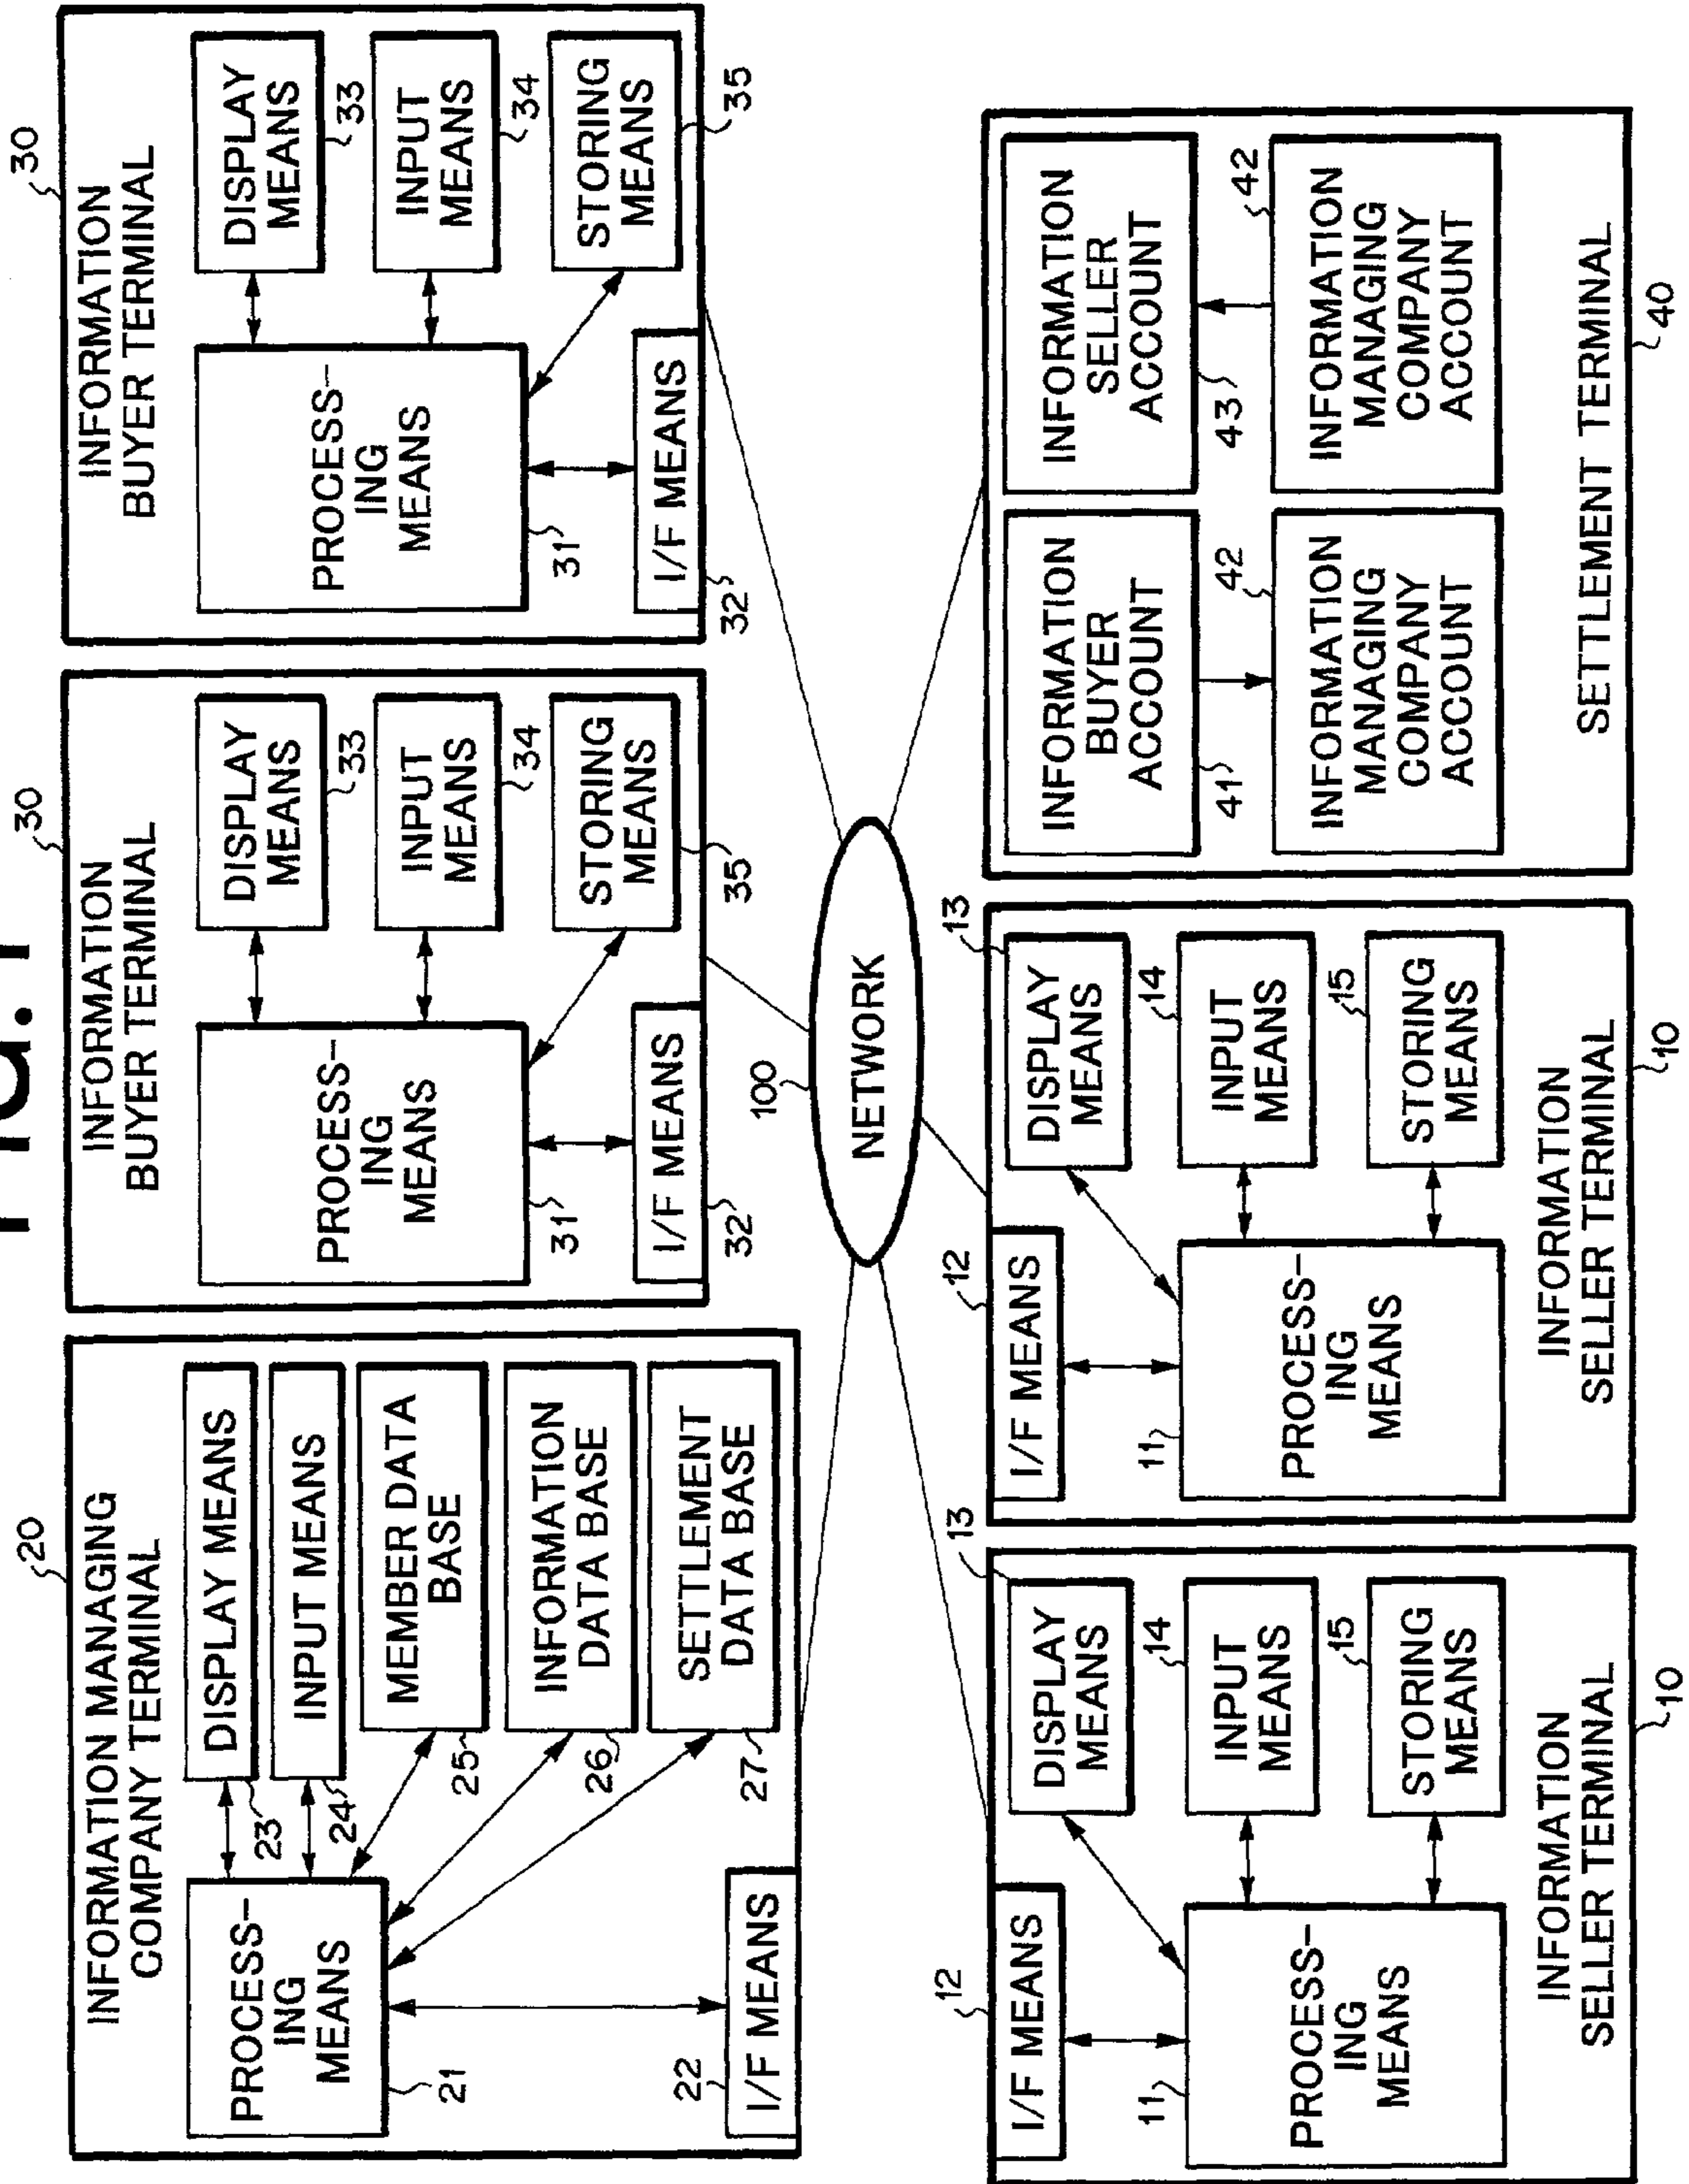 FIG.1
20
INFORMATION MANAGING
COMPANY TERMINAL
PROCESS-
ING
MEANS
21
DISPLAY MEANS
23
INPUT MEANS
24
MEMBER DATA
BASE
25
INFORMATION
DATA BASE
26
SETTLEMENT
DATA BASE
27
22
I/F MEANS
30
INFORMATION
BUYER TERMINAL
PROCESS-
ING
MEANS
31
DISPLAY
MEANS
33
INPUT
MEANS
34
STORING
MEANS
35
I/F MEANS
32
30
INFORMATION
BUYER TERMINAL
PROCESS-
ING
MEANS
31
DISPLAY
MEANS
33
INPUT
MEANS
34
STORING
MEANS
35
I/F MEANS
32
100
NETWORK
12
I/F MEANS
13
DISPLAY
MEANS
11
PROCESS-
ING
MEANS
14
INPUT
MEANS
15
STORING
MEANS
INFORMATION
SELLER TERMINAL
10
12
I/F MEANS
13
DISPLAY
MEANS
11
PROCESS-
ING
MEANS
14
INPUT
MEANS
15
STORING
MEANS
INFORMATION
SELLER TERMINAL
10
INFORMATION
BUYER
ACCOUNT
41
42
INFORMATION
MANAGING
COMPANY
ACCOUNT
INFORMATION
SELLER
ACCOUNT
43
42
INFORMATION
MANAGING
COMPANY
ACCOUNT
SETTLEMENT TERMINAL
40